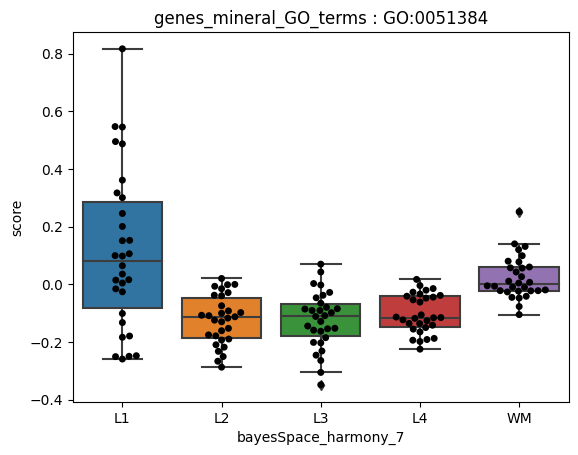 genes_mineral_GO_terms : GO:0051384
0.8
0.6
0.4
0.2
0.0
−0.2
−0.4
score
L1 L2 L3 L4 WM
bayesSpace_harmony_7